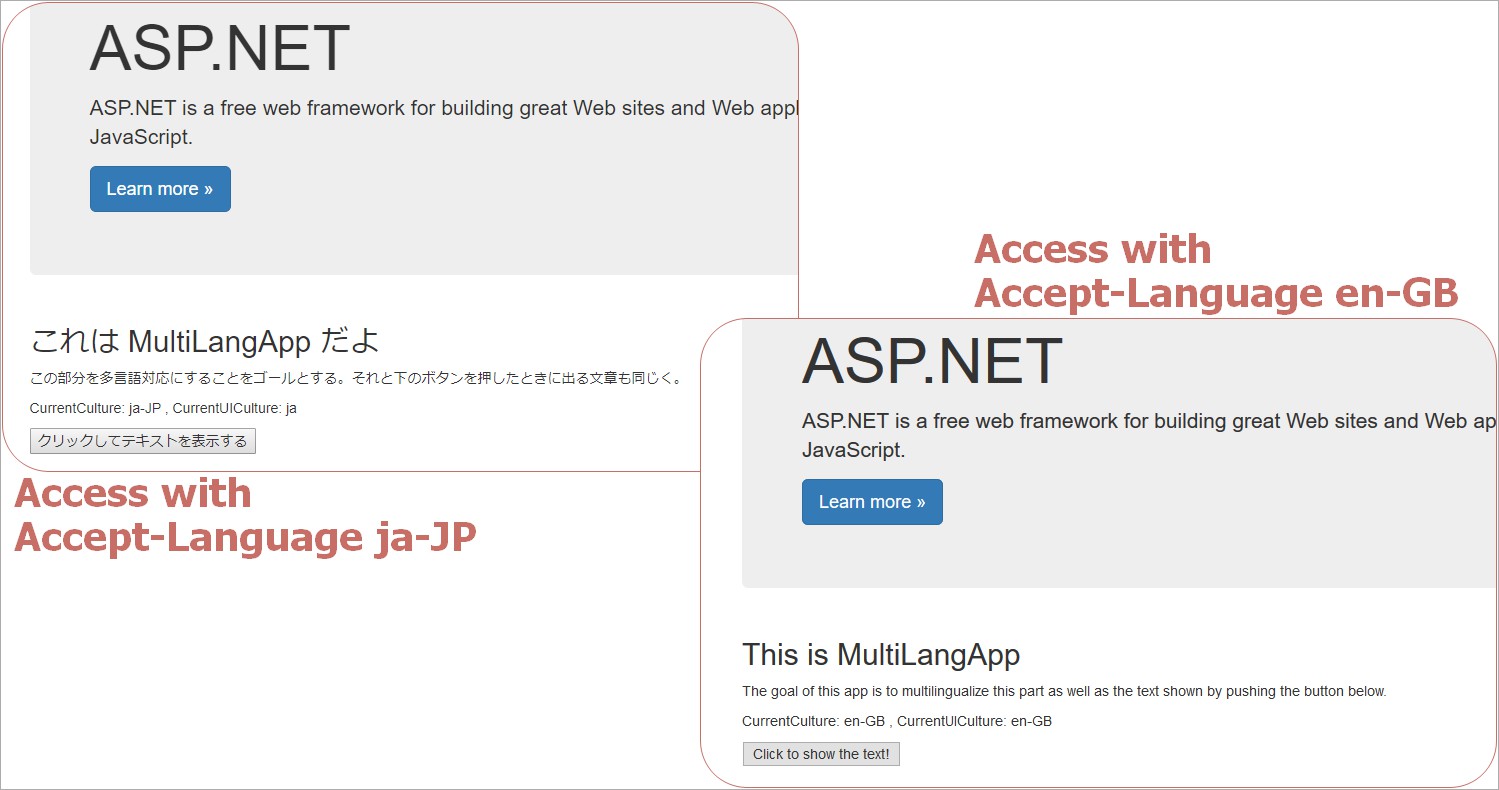 ASP.NET
ASP.NET is a free web framework for building great Web sites and Web appl
JavaScript.
Learn more »
これは MultiLangApp だよ
この部分を多言語対応にすることをゴールとする。それと下のボタンを押したときに出る文章も同じく。
CurrentCulture: ja-JP , CurrentUICulture: ja
クリックしてテキストを表示する
Access with
Accept-Language ja-JP
Access with
Accept-Language en-GB
ASP.NET
ASP.NET is a free web framework for building great Web sites and Web ap
JavaScript.
Learn more »
This is MultiLangApp
The goal of this app is to multilingualize this part as well as the text shown by pushing the button below.
CurrentCulture: en-GB , CurrentUICulture: en-GB
Click to show the text!